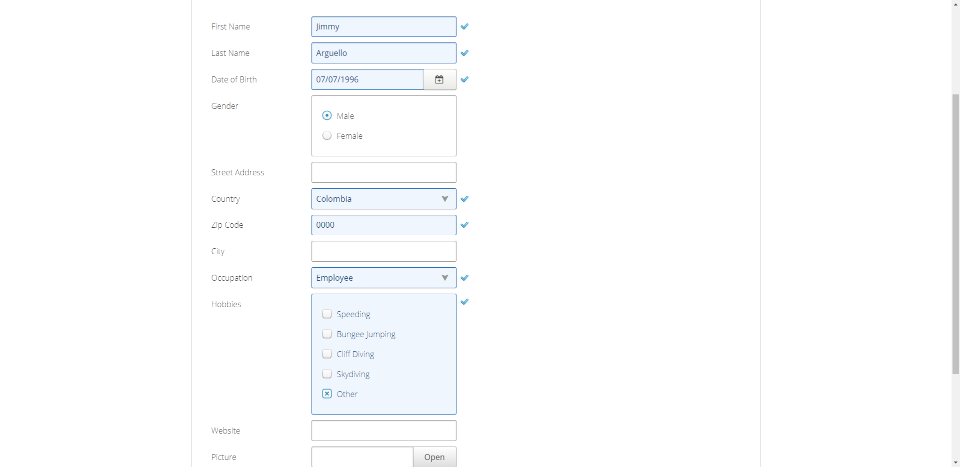 First Name Jimmy
Last Name Arguello
Date of Birth 07/07/1996
Gender
Male
Female
Street Address
Country Colombia
Zip Code 0000
City
Occupation Employee
Hobbies
Speeding
Bungee Jumping
Cliff Diving
Skydiving
Other
Website
Picture Open